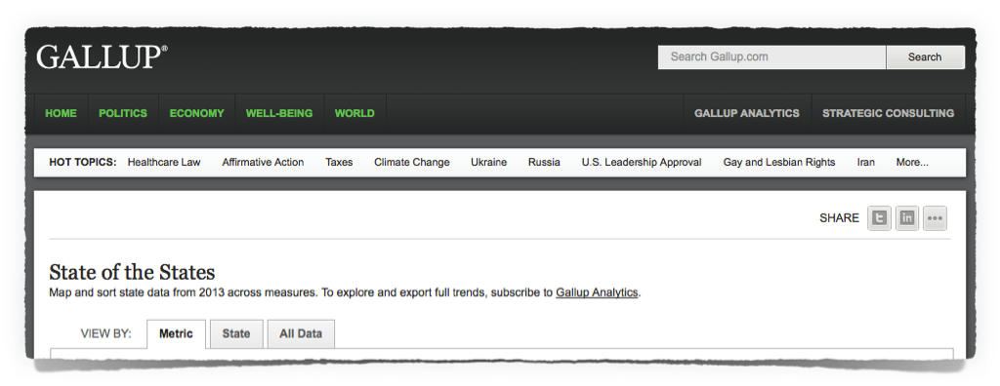 GALLUP®
Search Gallup.com Search
HOME POLITICS ECONOMY WELL-BEING WORLD GALLUP ANALYTICS STRATEGIC CONSULTING
HOT TOPICS: Healthcare Law Affirmative Action Taxes Climate Change Ukraine Russia U.S. Leadership Approval Gay and Lesbian Rights Iran More...
SHARE
State of the States
Map and sort state data from 2013 across measures. To explore and export full trends, subscribe to Gallup Analytics.
VIEW BY: Metric State All Data